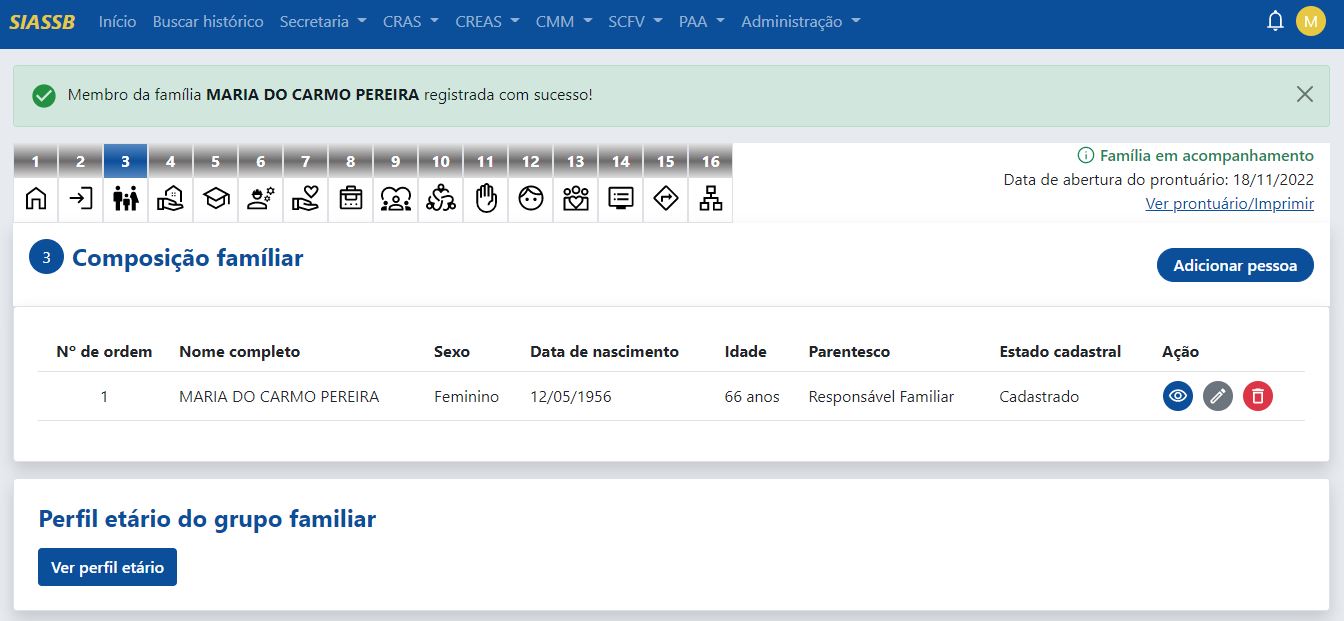 SIASSB Início Buscar histórico Secretaria CRAS CREAS CMM SCFV PAA Administração M
Membro da família MARIA DO CARMO PEREIRA registrada com sucesso!
1 2 3 4 5 6 7 8 9 10 11 12 13 14 15 16
Família em acompanhamento
Data de abertura do prontuário: 18/11/2022
Ver prontuário/Imprimir
3 Composição famíliar
Adicionar pessoa
Nº de ordem Nome completo Sexo Data de nascimento Idade Parentesco Estado cadastral Ação
1 MARIA DO CARMO PEREIRA Feminino 12/05/1956 66 anos Responsável Familiar Cadastrado
Perfil etário do grupo familiar
Ver perfil etário